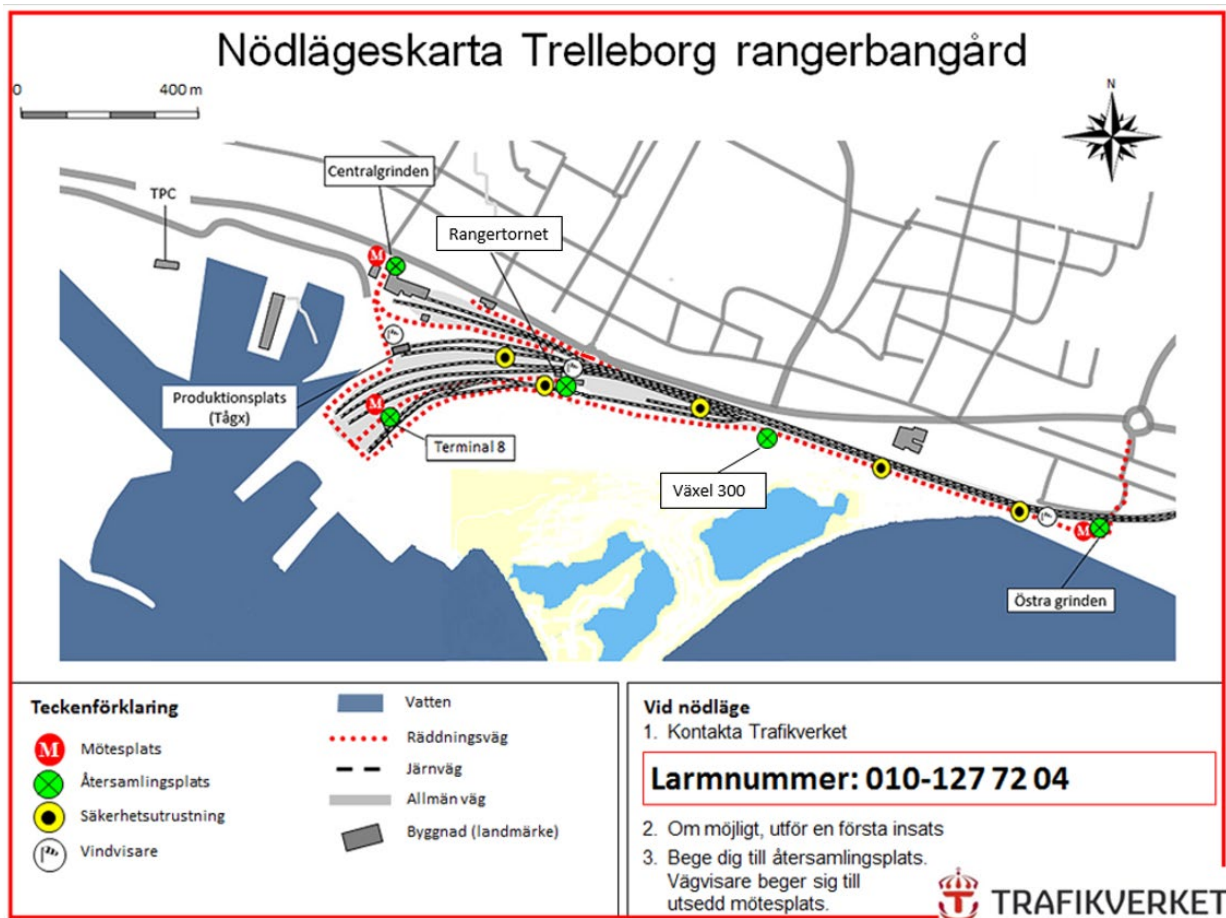 Nödlägeskarta Trelleborg rangerbangård
0
400 m
N
Centralgrinden
TPC
Rangertornet
M
Produktionsplats
(Tågx)
M
Terminal 8
Växel 300
M
Östra grinden
Teckenförklaring
M Mötesplats
Återsamlingsplats
Säkerhetsutrustning
Vindvisare
Vatten
Räddningsväg
Järnväg
Allmän väg
Byggnad (landmärke)
Vid nödläge
1. Kontakta Trafikverket
Larmnummer: 010-127 72 04
2. Om möjligt, utför en första insats
3. Bege dig till återsamlingsplats.
Vägvisare beger sig till
utsedd mötesplats.
TRAFIKVERKET